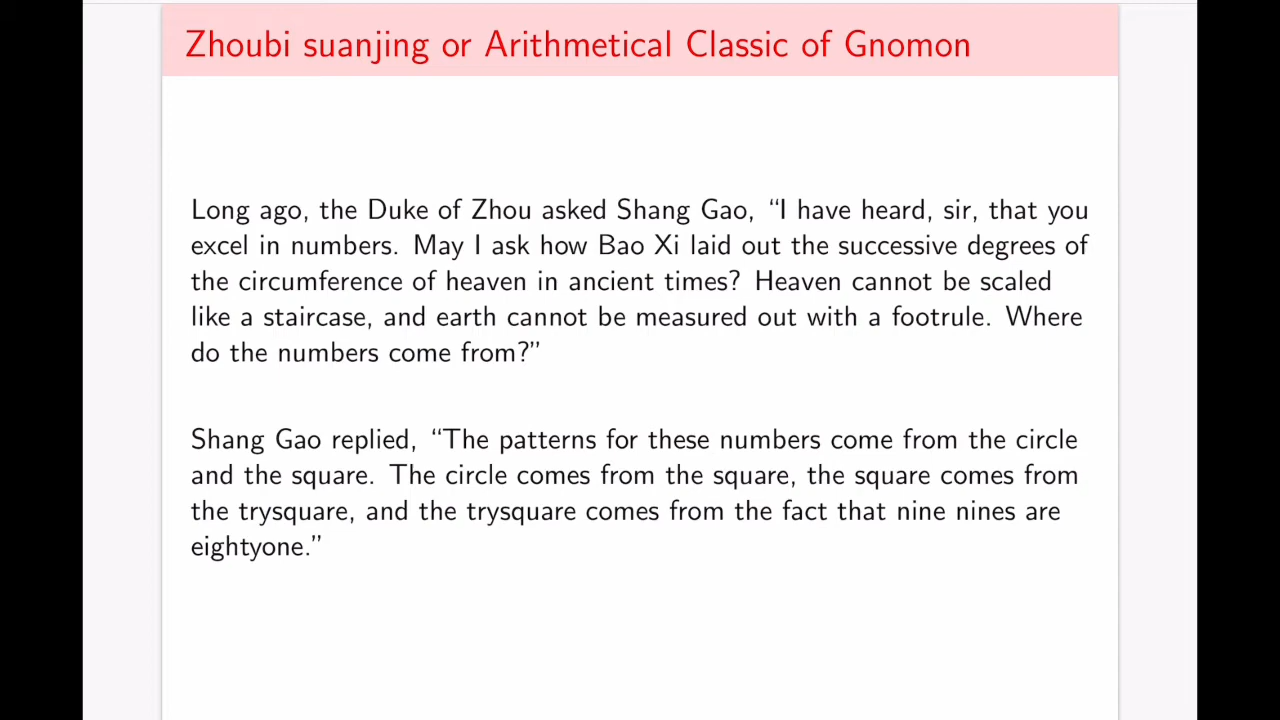 Zhoubi suanjing or Arithmetical Classic of Gnomon
Long ago, the Duke of Zhou asked Shang Gao, “I have heard, sir, that you
excel in numbers. May I ask how Bao Xi laid out the successive degrees of
the circumference of heaven in ancient times? Heaven cannot be scaled
like a staircase, and earth cannot be measured out with a footrule. Where
do the numbers come from?”
Shang Gao replied, “The patterns for these numbers come from the circle
and the square. The circle comes from the square, the square comes from
the trysquare, and the trysquare comes from the fact that nine nines are
eightyone.”